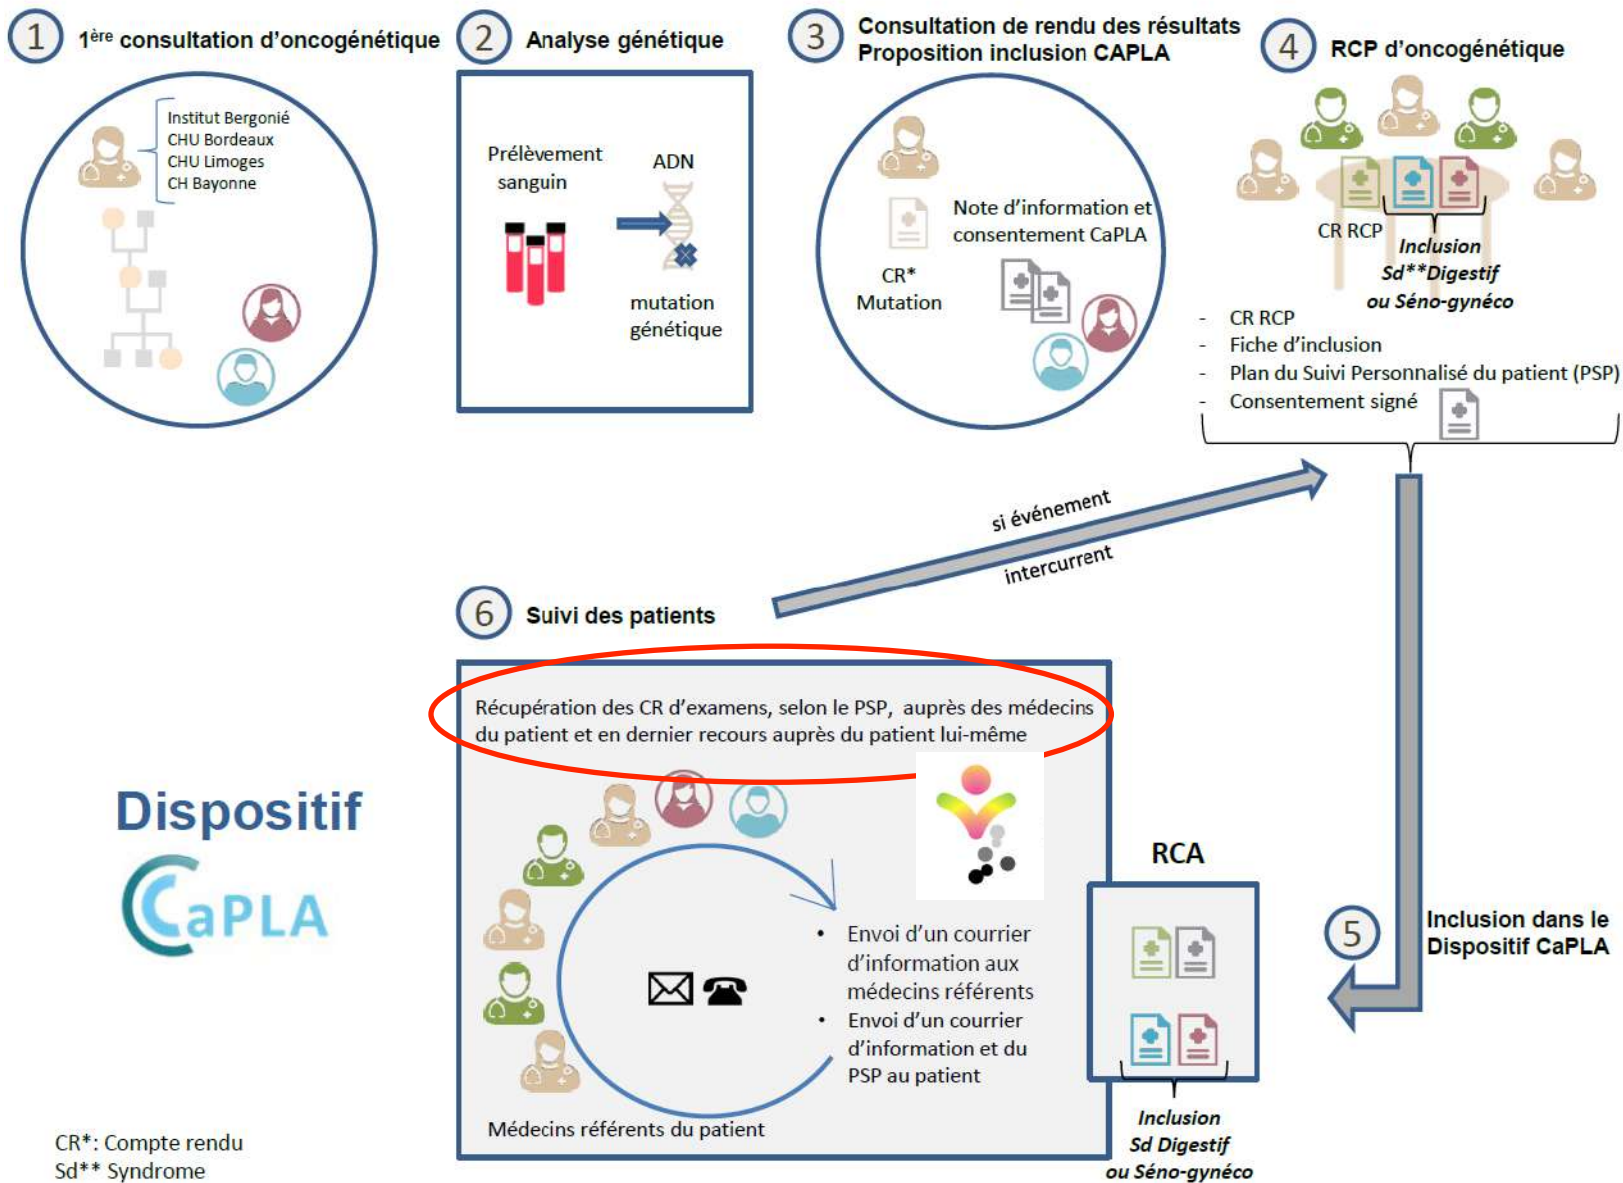 1
1ère consultation d'oncogénétique
Institut Bergonié
CHU Bordeaux
CHU Limoges
CH Bayonne
2
Analyse génétique
Prélèvement
sanguin
ADN
mutation
génétique
3
Consultation de rendu des résultats
Proposition inclusion CAPLA
Note d'information et
consentement CaPLA
CR*
Mutation
4
RCP d'oncogénétique
CR RCP
Inclusion
Sd**Digestif
ou Séno-gynéco
- CR RCP
- Fiche d'inclusion
- Plan du Suivi Personnalisé du patient (PSP)
- Consentement signé
si événement
intercurrent
6
Suivi des patients
Récupération des CR d'examens, selon le PSP, auprès des médecins
du patient et en dernier recours auprès du patient lui-même
• Envoi d'un courrier
d'information aux
médecins référents
• Envoi d'un courrier
d'information et du
PSP au patient
Médecins référents du patient
RCA
Inclusion
Sd Digestif
ou Séno-gynéco
5
Inclusion dans le
Dispositif CaPLA
Dispositif
CaPLA
CR*: Compte rendu
Sd** Syndrome